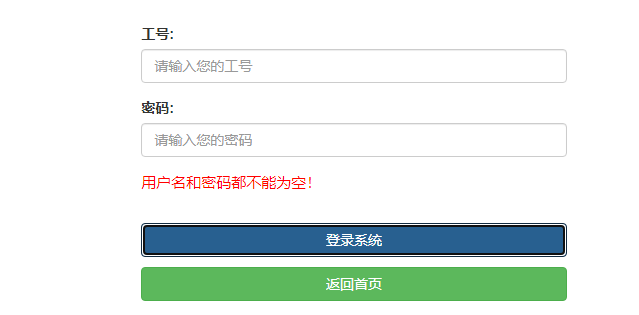 工号:
请输入您的工号
密码:
请输入您的密码
用户名和密码都不能为空!
登录系统
返回首页